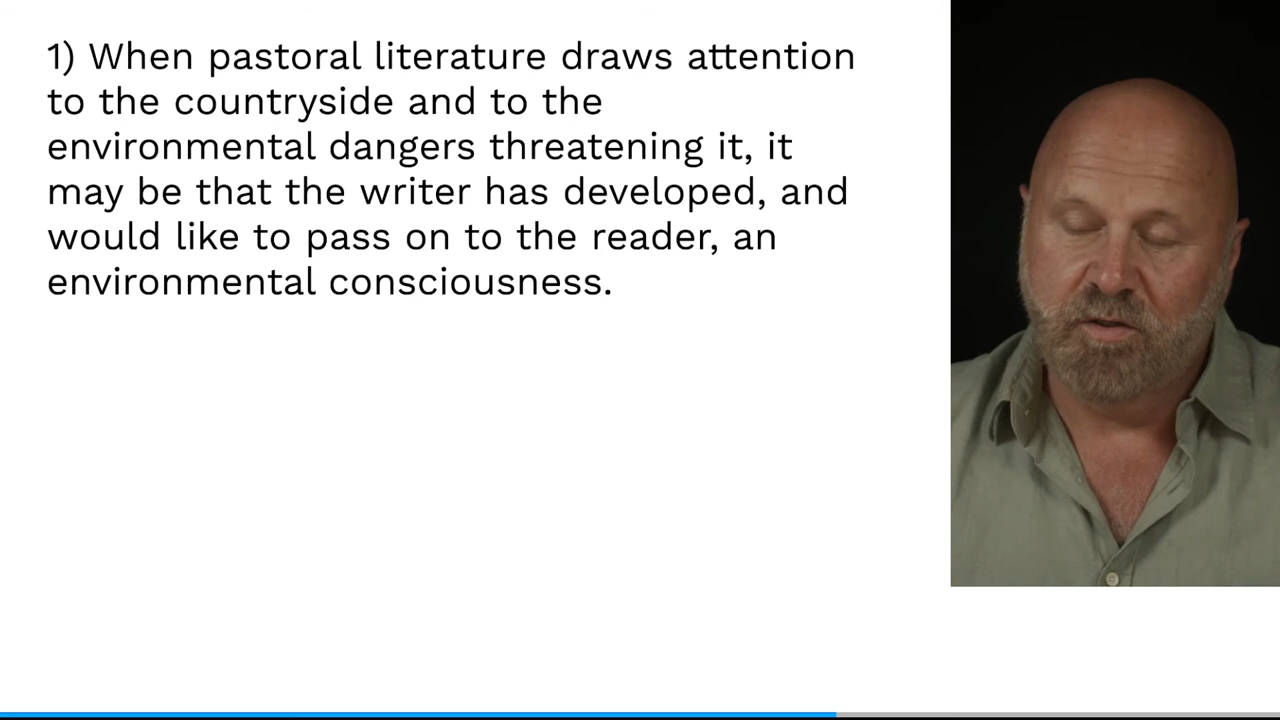 1) When pastoral literature draws attention
to the countryside and to the
environmental dangers threatening it, it
may be that the writer has developed, and
would like to pass on to the reader, an
environmental consciousness.